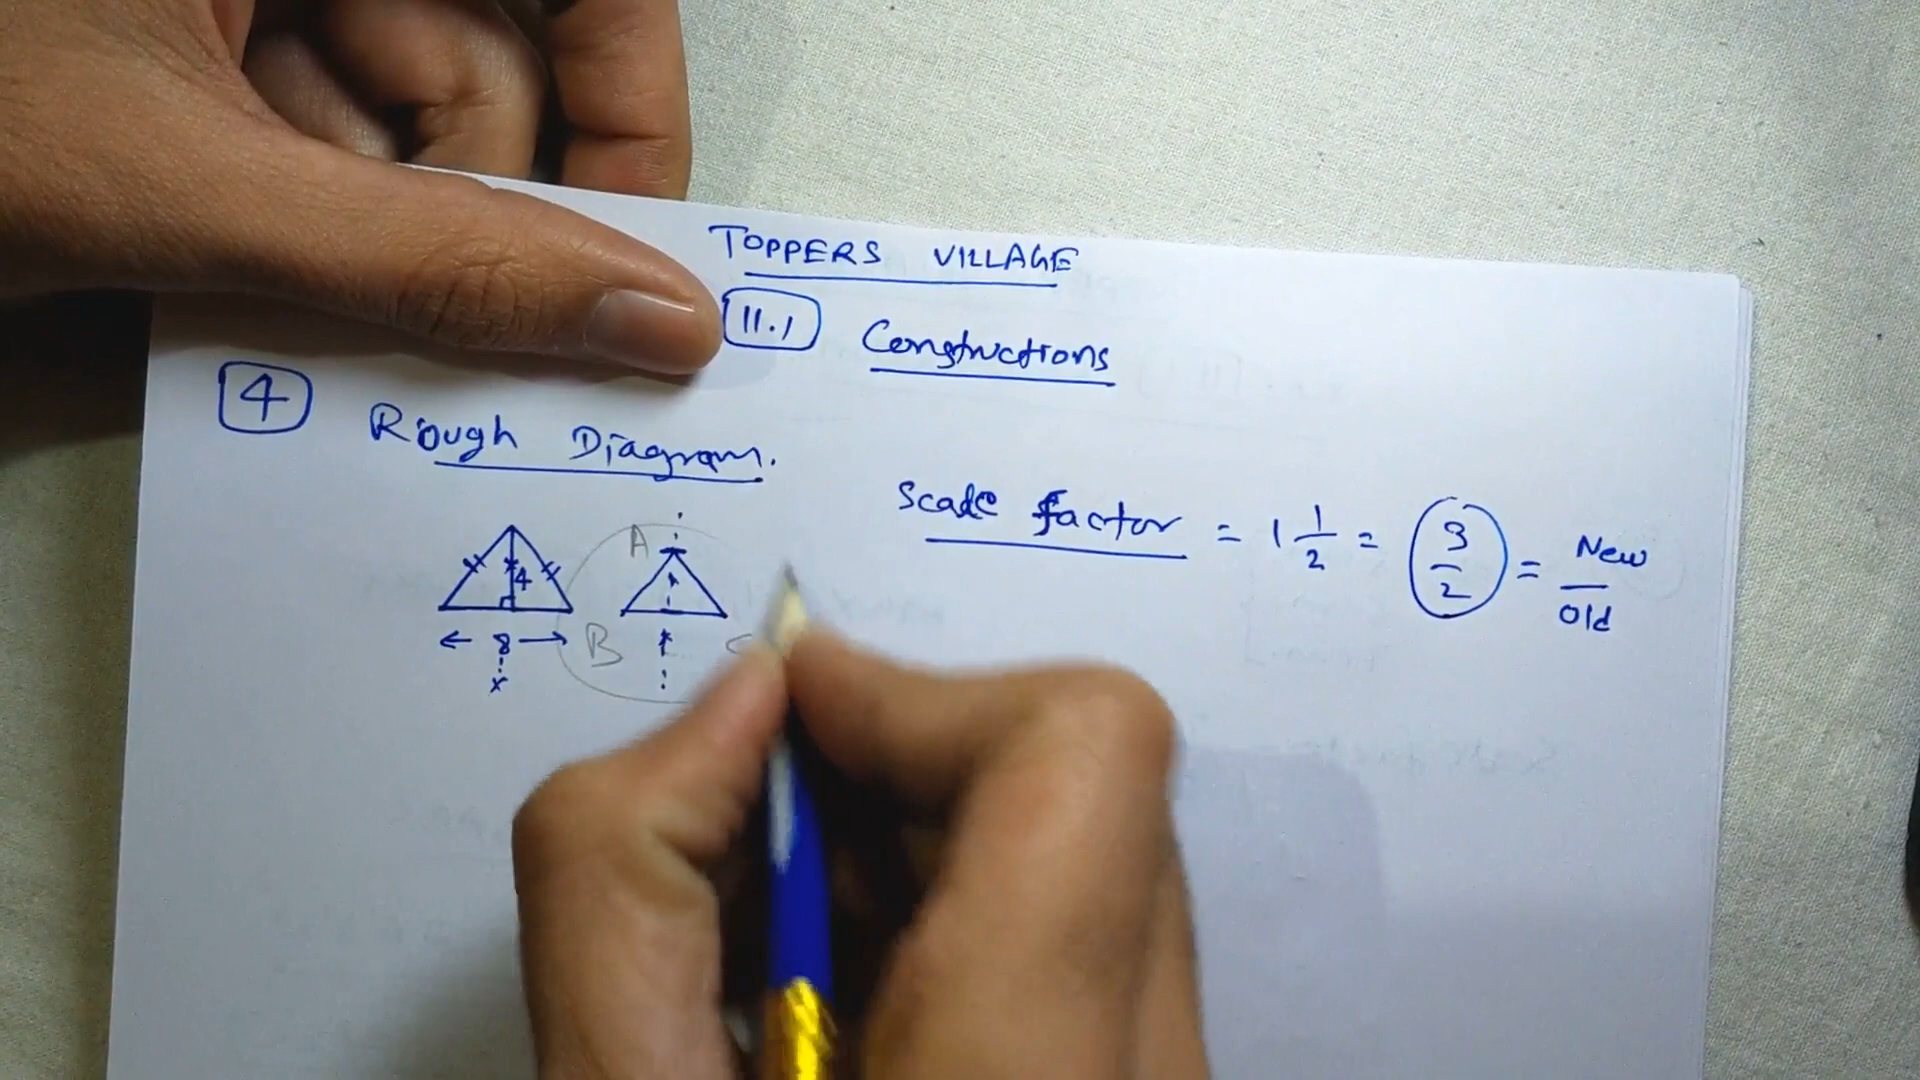 TOPPERS VILLAGE
11.1 Constructions
4 Rough Diagram.
Scale factor = 1 1/2 = 3/2 = New/Old
A
4
← 8 → B C
x